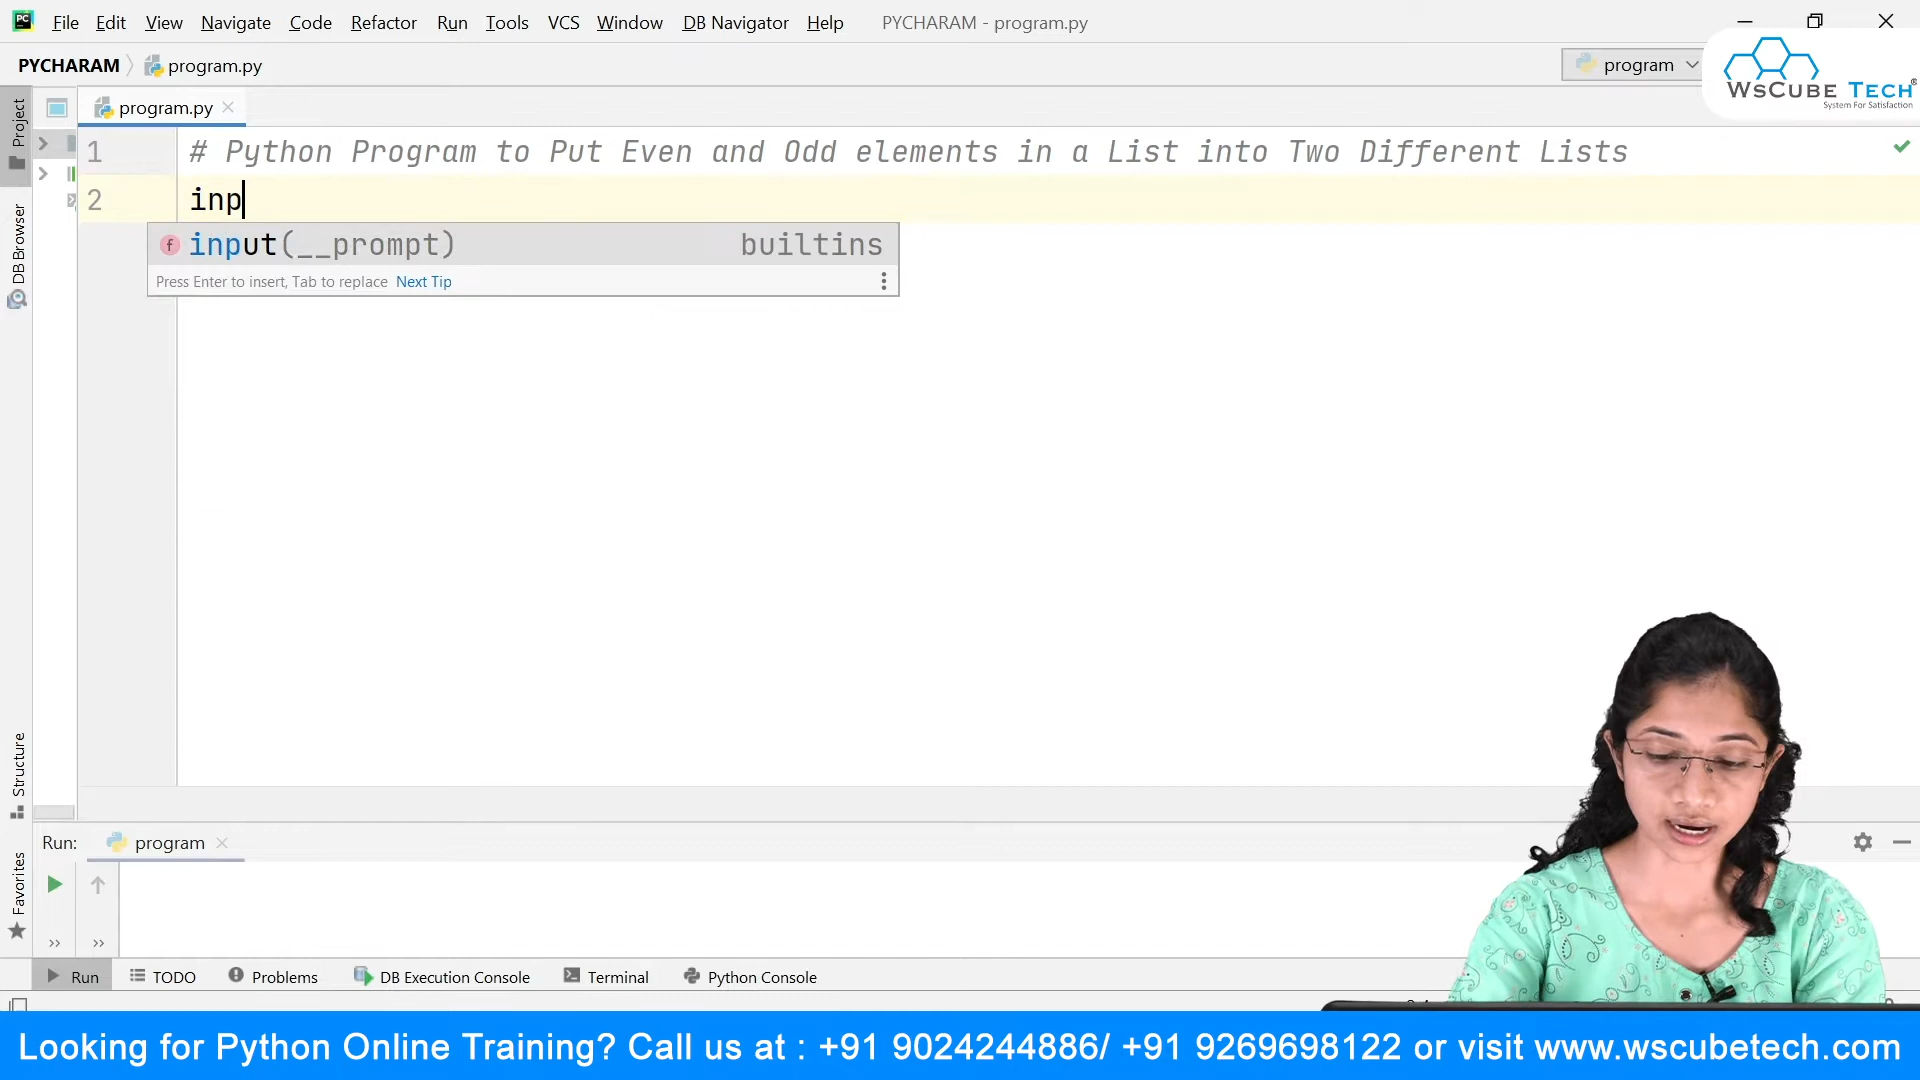 File Edit View Navigate Code Refactor Run Tools VCS Window DB Navigator Help PYCHARAM - program.py
PYCHARAM program.py program
WsCube Tech®
System For Satisfaction
Project
program.py
1 # Python Program to Put Even and Odd elements in a List into Two Different Lists
2 inp
input(__prompt) builtins
Press Enter to insert, Tab to replace Next Tip
DB Browser
Structure
Favorites
Run: program
Run TODO Problems DB Execution Console Terminal Python Console
Looking for Python Online Training? Call us at : +91 9024244886/ +91 9269698122 or visit www.wscubetech.com